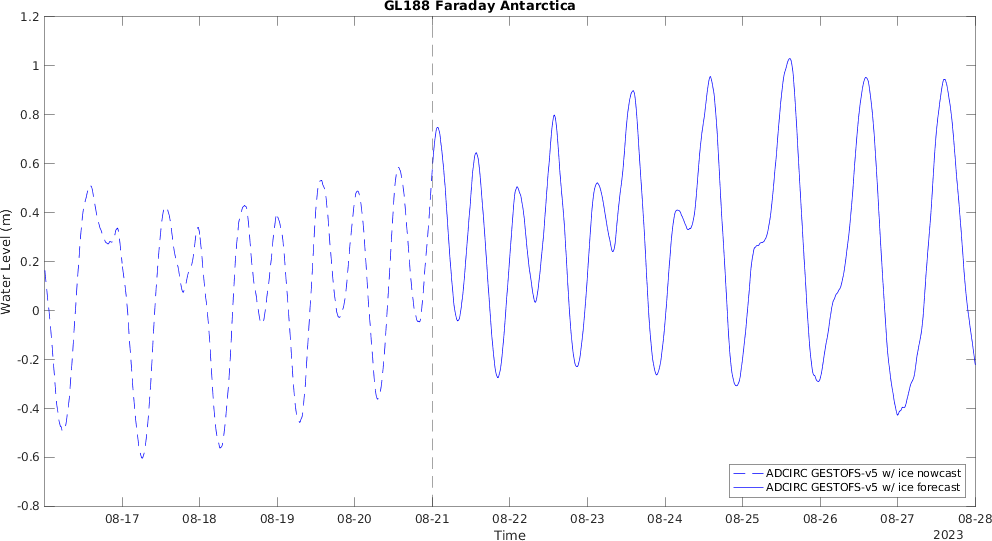 GL188 Faraday Antarctica
1.2
1
0.8
0.6
0.4
0.2
0
-0.2
-0.4
-0.6
-0.8
Water Level (m)
ADCIRC GESTOFS-v5 w/ ice nowcast
ADCIRC GESTOFS-v5 w/ ice forecast
08-17 08-18 08-19 08-20 08-21 08-22 08-23 08-24 08-25 08-26 08-27 08-28
Time
2023